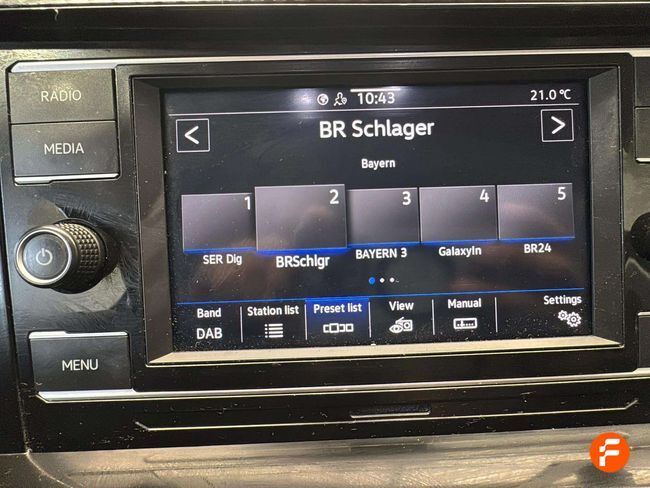 RADIO
MEDIA
MENU
10:43
21.0 °C
<
BR Schlager
>
Bayern
1
2
3
4
5
SER Dig
BRSchlgr
BAYERN 3
GalaxyIn
BR24
Band
DAB
Station list
Preset list
View
Manual
Settings